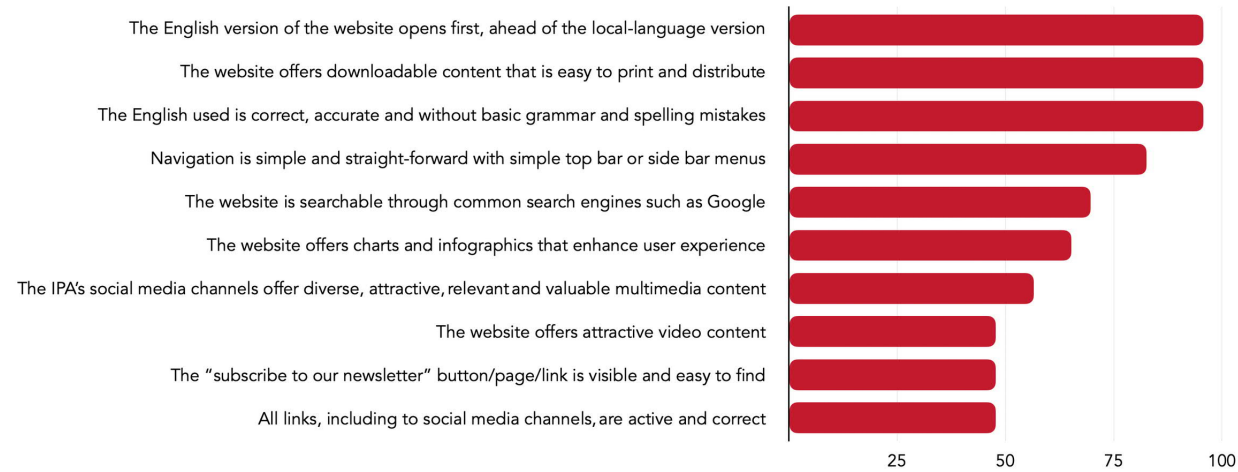 The English version of the website opens first, ahead of the local-language version
The website offers downloadable content that is easy to print and distribute
The English used is correct, accurate and without basic grammar and spelling mistakes
Navigation is simple and straight-forward with simple top bar or side bar menus
The website is searchable through common search engines such as Google
The website offers charts and infographics that enhance user experience
The IPA’s social media channels offer diverse, attractive, relevant and valuable multimedia content
The website offers attractive video content
The “subscribe to our newsletter” button/page/link is visible and easy to find
All links, including to social media channels, are active and correct
25 50 75 100